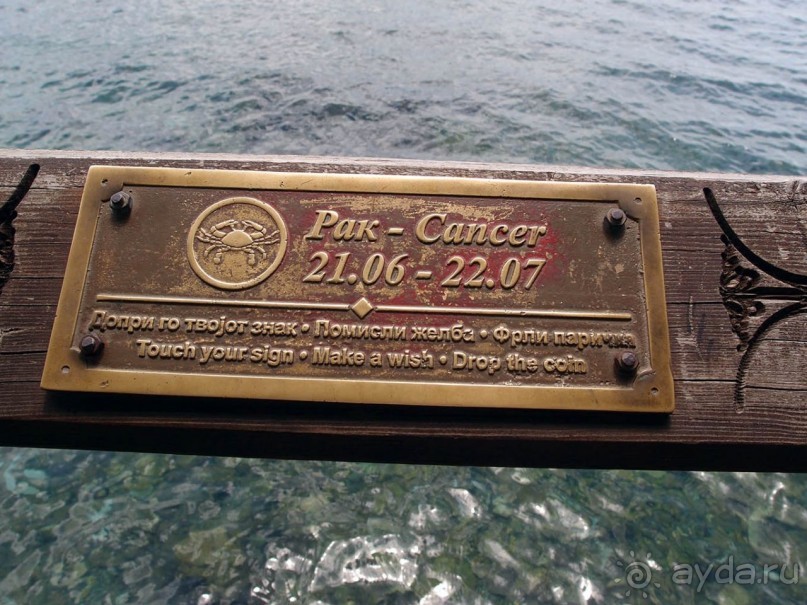 Рак - Cancer
21.06 - 22.07
Допри го твојот знак • Помисли желба • Фрли паричка
Touch your sign • Make a wish • Drop the coin
ayda.ru